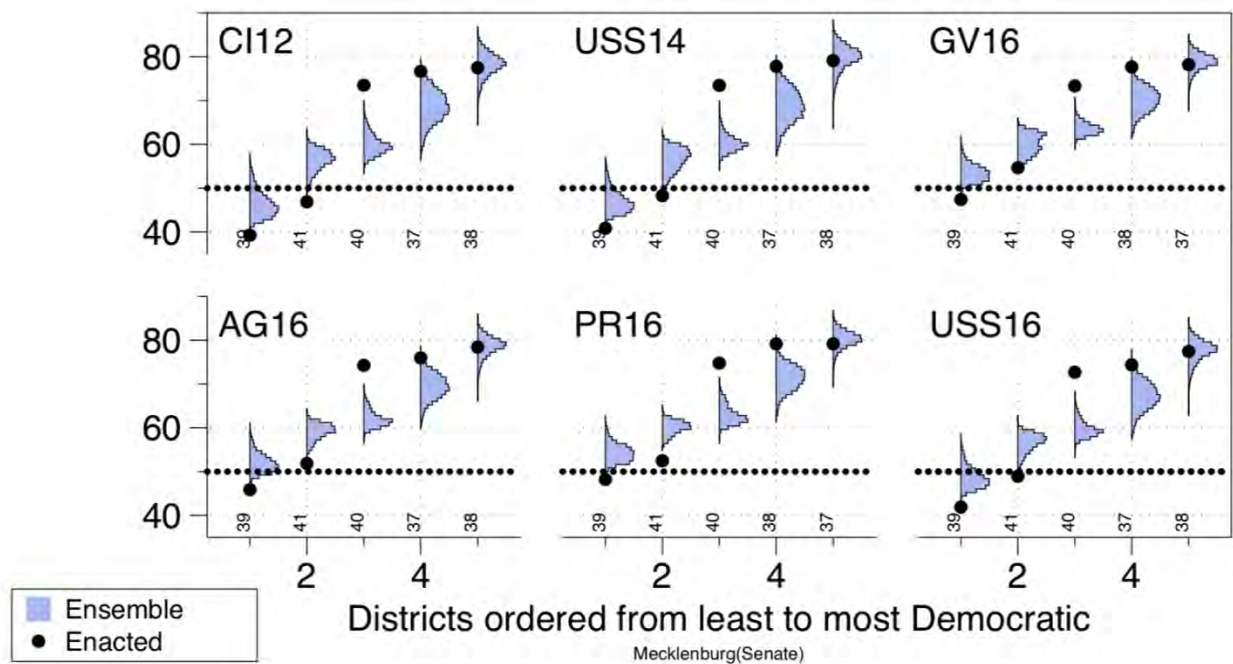 CI12 USS14 GV16
80
60
40
39 41 40 37 38 39 41 40 37 38 39 41 40 38 37
AG16 PR16 USS16
80
60
40
39 41 40 37 38 39 41 40 38 37 39 41 40 37 38
2 4 2 4 2 4
Ensemble
Enacted
Districts ordered from least to most Democratic
Mecklenburg(Senate)